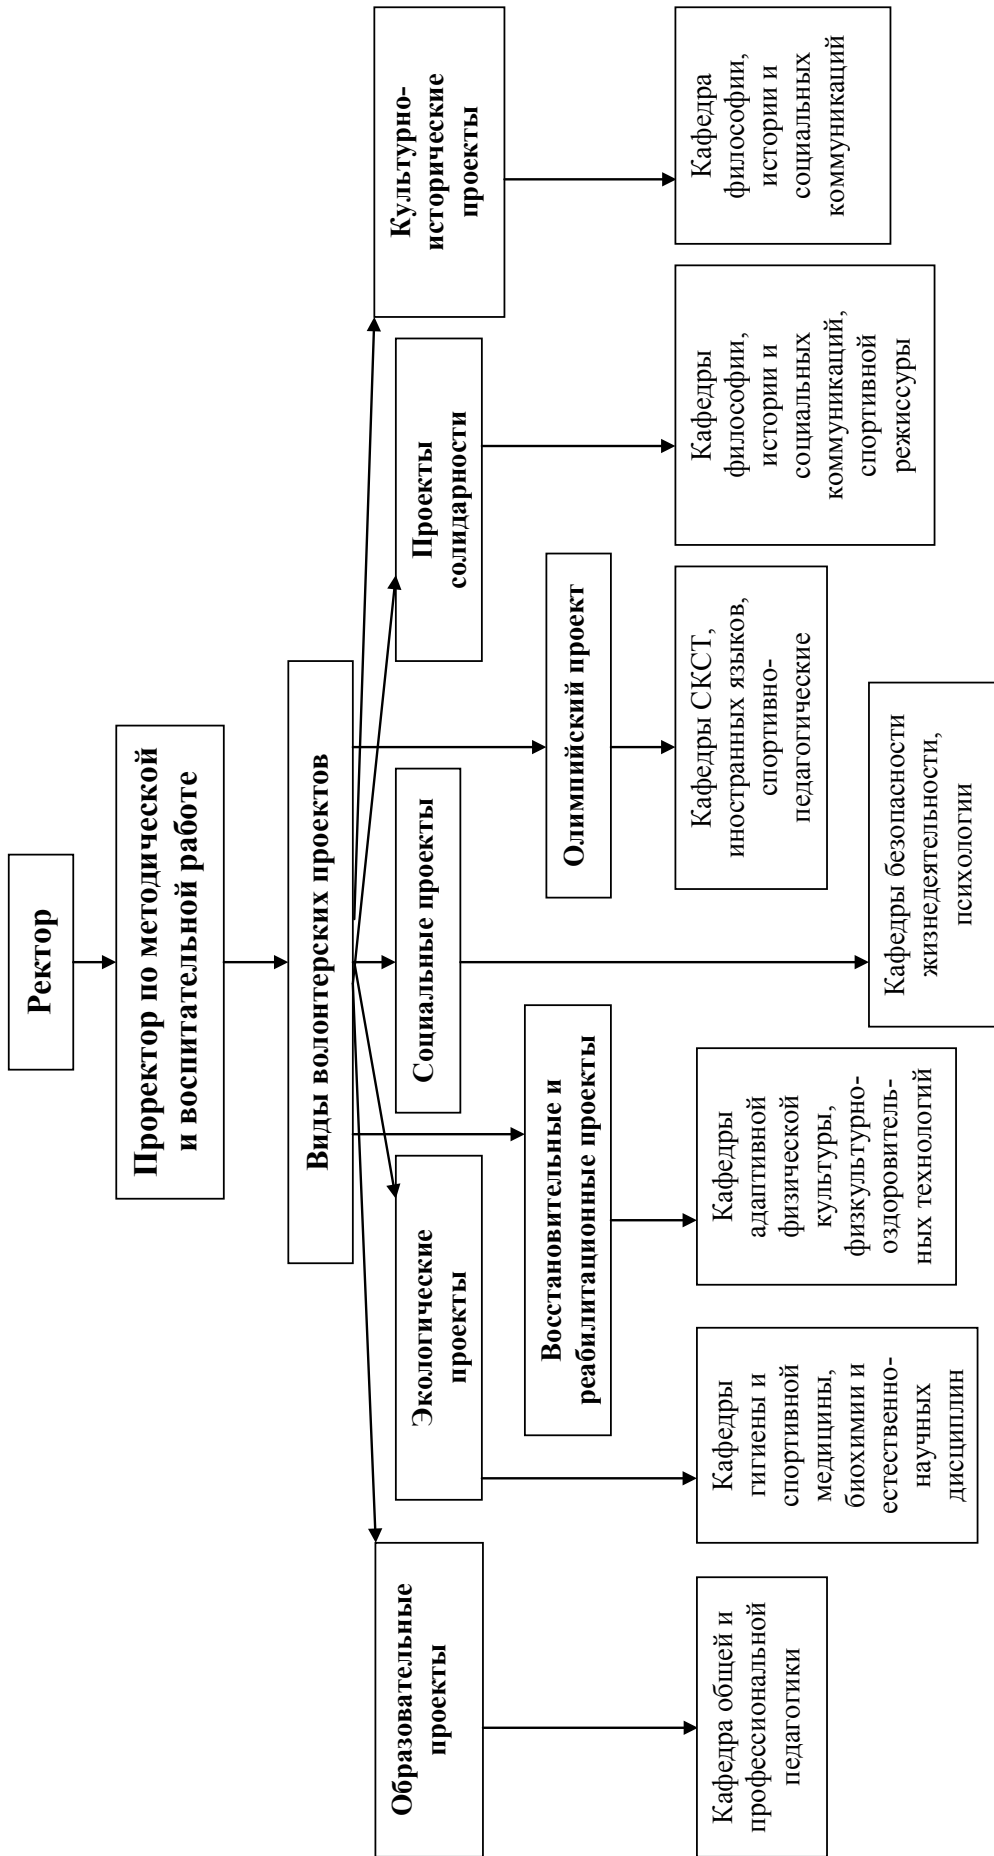 Ректор
Проректор по методической
и воспитательной работе
Виды волонтерских проектов
Образовательные
проекты
Экологические
проекты
Социальные проекты
Проекты
солидарности
Культурно-
исторические
проекты
Восстановительные и
реабилитационные проекты
Олимпийский проект
Кафедра общей и
профессиональной
педагогики
Кафедры
гигиены и
спортивной
медицины,
биохимии и
естественно-
научных
дисциплин
Кафедры
адаптивной
физической
культуры,
физкультурно-
оздоровитель-
ных технологий
Кафедры безопасности
жизнедеятельности,
психологии
Кафедры СКСТ,
иностранных языков,
спортивно-
педагогические
Кафедры
философии,
истории и
социальных
коммуникаций,
спортивной
режиссуры
Кафедра
философии,
истории и
социальных
коммуникаций